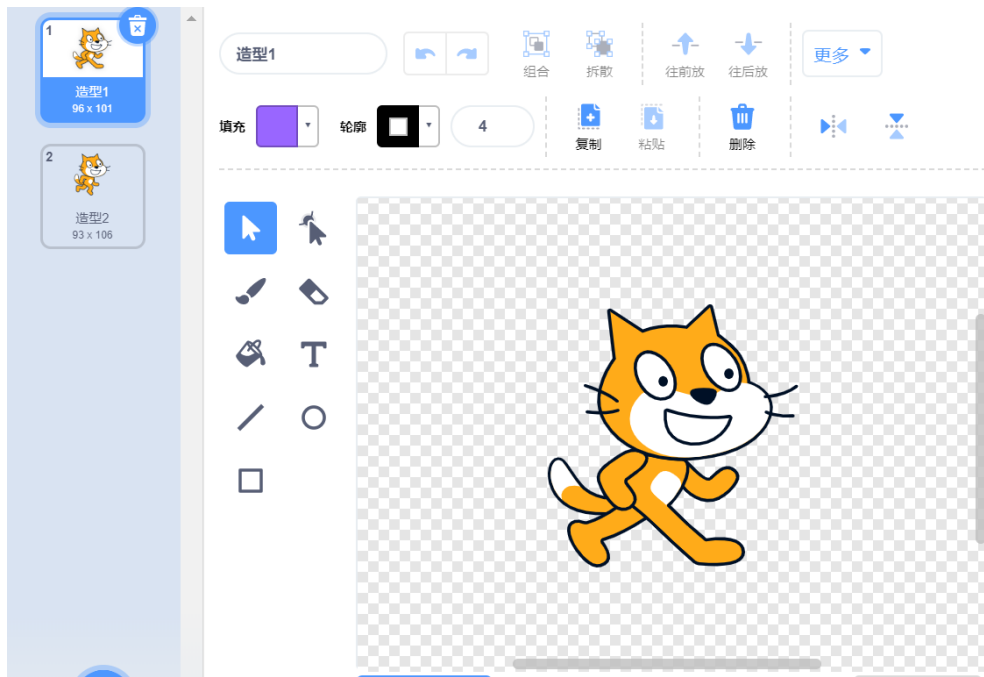 1
造型1
96 x 101
2
造型2
93 x 106
造型1
组合
拆散
往前放
往后放
更多
填充
轮廓
4
复制
粘贴
删除